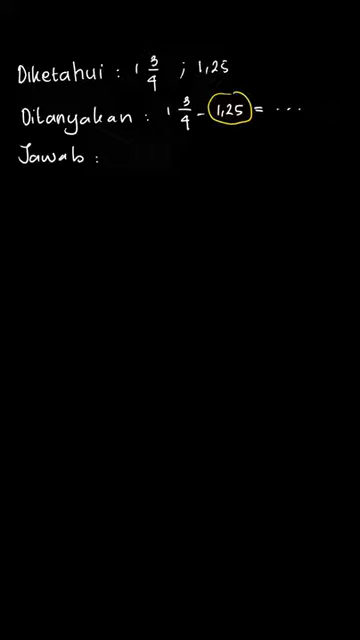 Diketahui : 1 3/4 ; 1,25
Ditanyakan : 1 3/4 - 1,25 = ...
Jawab :